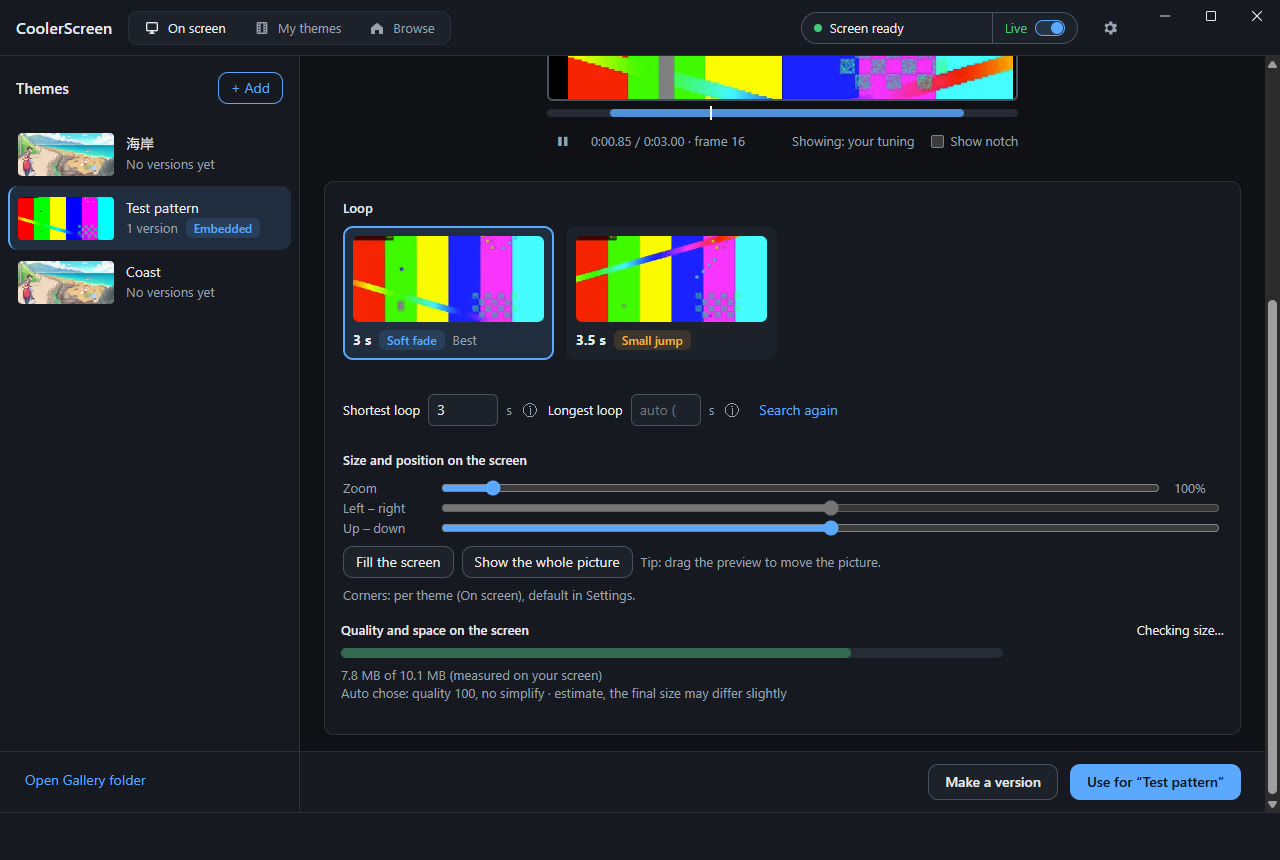 CoolerScreen
On screen
My themes
Browse
Screen ready
Live
Themes
+ Add
海岸
No versions yet
Test pattern
1 version Embedded
Coast
No versions yet
0:00.85 / 0:03.00 · frame 16
Showing: your tuning
Show notch
Loop
3 s Soft fade Best
3.5 s Small jump
Shortest loop 3 s ⓘ Longest loop auto ( s ⓘ Search again
Size and position on the screen
Zoom 100%
Left – right
Up – down
Fill the screen Show the whole picture Tip: drag the preview to move the picture.
Corners: per theme (On screen), default in Settings.
Quality and space on the screen Checking size...
7.8 MB of 10.1 MB (measured on your screen)
Auto chose: quality 100, no simplify · estimate, the final size may differ slightly
Open Gallery folder
Make a version
Use for “Test pattern”